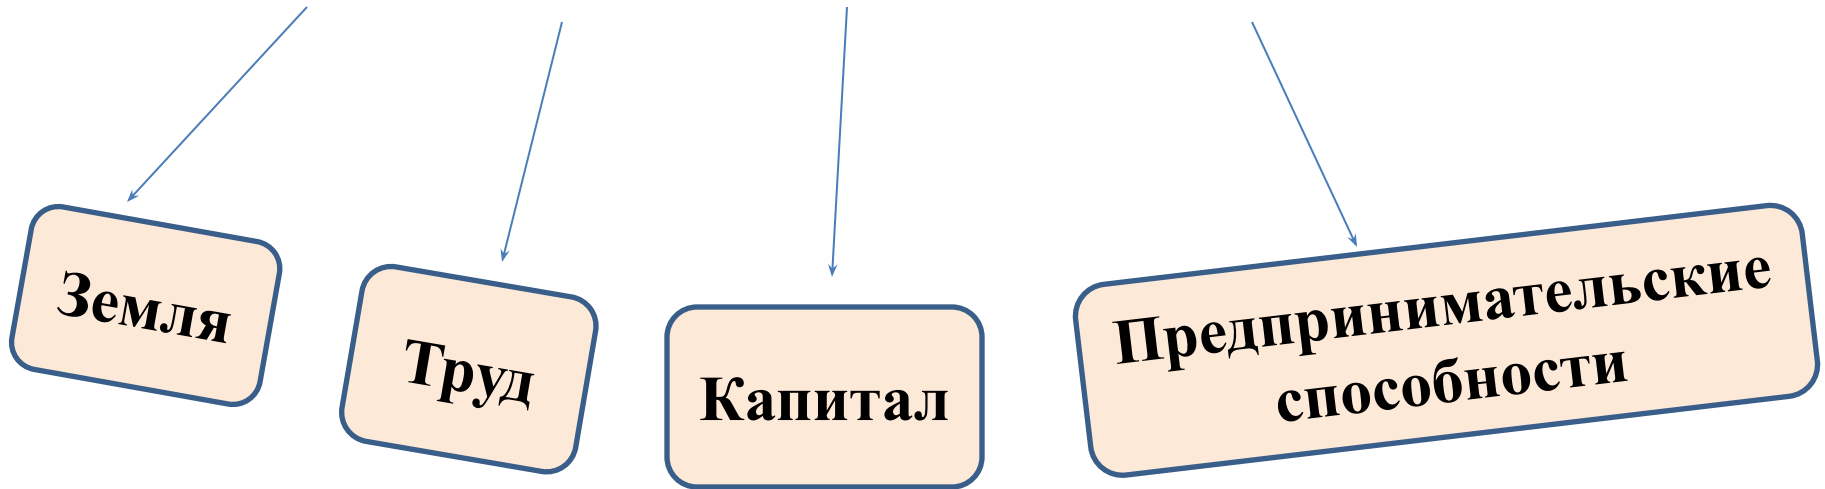 Земля
Труд
Капитал
Предпринимательские
способности